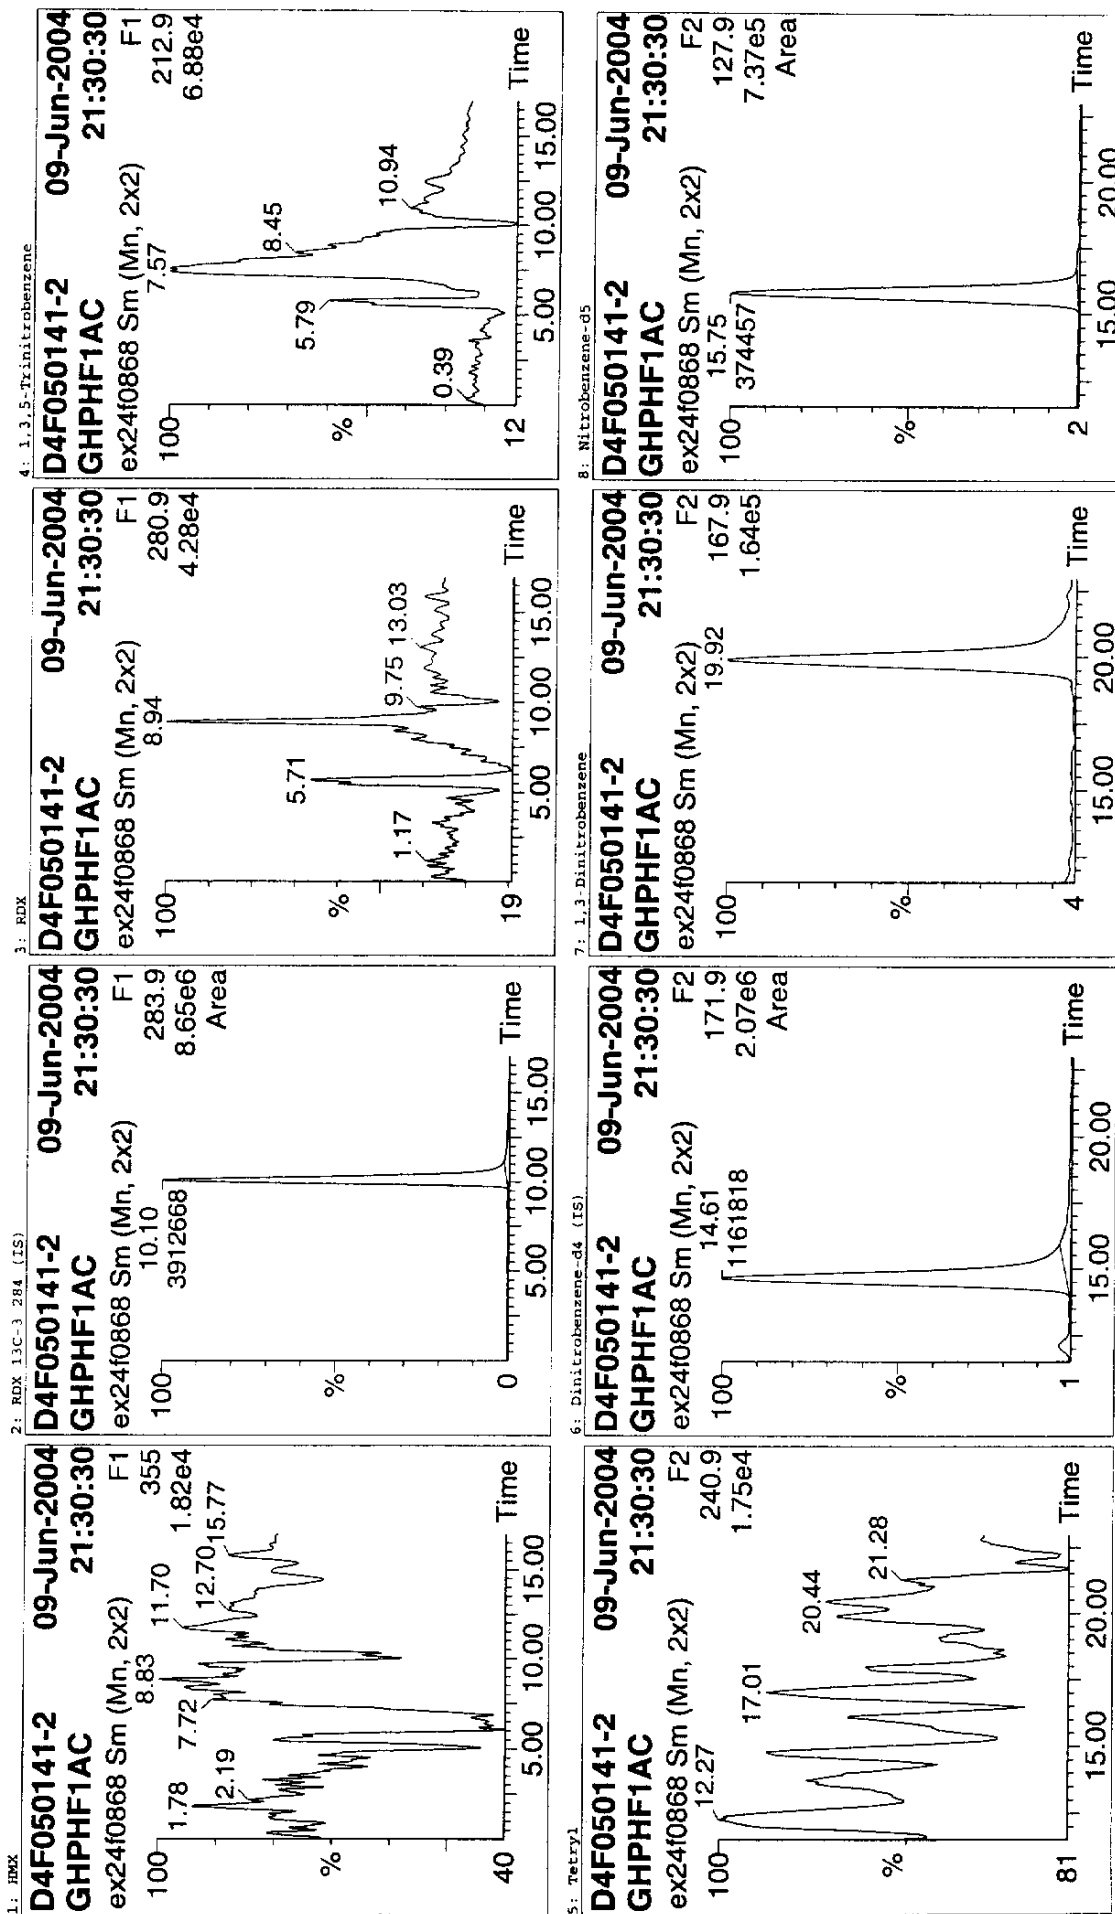 1: HMX
D4F050141-2 09-Jun-2004
GHPHF1AC 21:30:30
ex24f0868 Sm (Mn, 2x2) F1
355
1.82e4
100
%
40
1.78
2.19
7.72
8.83
11.70
12.70
15.77
5.00 10.00 15.00 Time
2: RDX 13C-3 284 (IS)
D4F050141-2 09-Jun-2004
GHPHF1AC 21:30:30
ex24f0868 Sm (Mn, 2x2) F1
283.9
8.65e6
Area
100
%
0
10.10
3912668
5.00 10.00 15.00 Time
3: RDX
D4F050141-2 09-Jun-2004
GHPHF1AC 21:30:30
ex24f0868 Sm (Mn, 2x2) F1
280.9
4.28e4
100
%
19
1.17
5.71
8.94
9.75
13.03
5.00 10.00 15.00 Time
4: 1,3,5-Trinitrobenzene
D4F050141-2 09-Jun-2004
GHPHF1AC 21:30:30
ex24f0868 Sm (Mn, 2x2) F1
212.9
6.88e4
100
%
12
0.39
5.79
7.57
8.45
10.94
5.00 10.00 15.00 Time
5: Tetryl
D4F050141-2 09-Jun-2004
GHPHF1AC 21:30:30
ex24f0868 Sm (Mn, 2x2) F2
240.9
1.75e4
100
%
81
12.27
17.01
20.44
21.28
15.00 20.00 Time
6: Dinitrobenzene-d4 (IS)
D4F050141-2 09-Jun-2004
GHPHF1AC 21:30:30
ex24f0868 Sm (Mn, 2x2) F2
171.9
2.07e6
Area
100
%
1
14.61
1161818
15.00 20.00 Time
7: 1,3-Dinitrobenzene
D4F050141-2 09-Jun-2004
GHPHF1AC 21:30:30
ex24f0868 Sm (Mn, 2x2) F2
167.9
1.64e5
100
%
4
19.92
15.00 20.00 Time
8: Nitrobenzene-d5
D4F050141-2 09-Jun-2004
GHPHF1AC 21:30:30
ex24f0868 Sm (Mn, 2x2) F2
127.9
7.37e5
Area
100
%
2
15.75
374457
15.00 20.00 Time